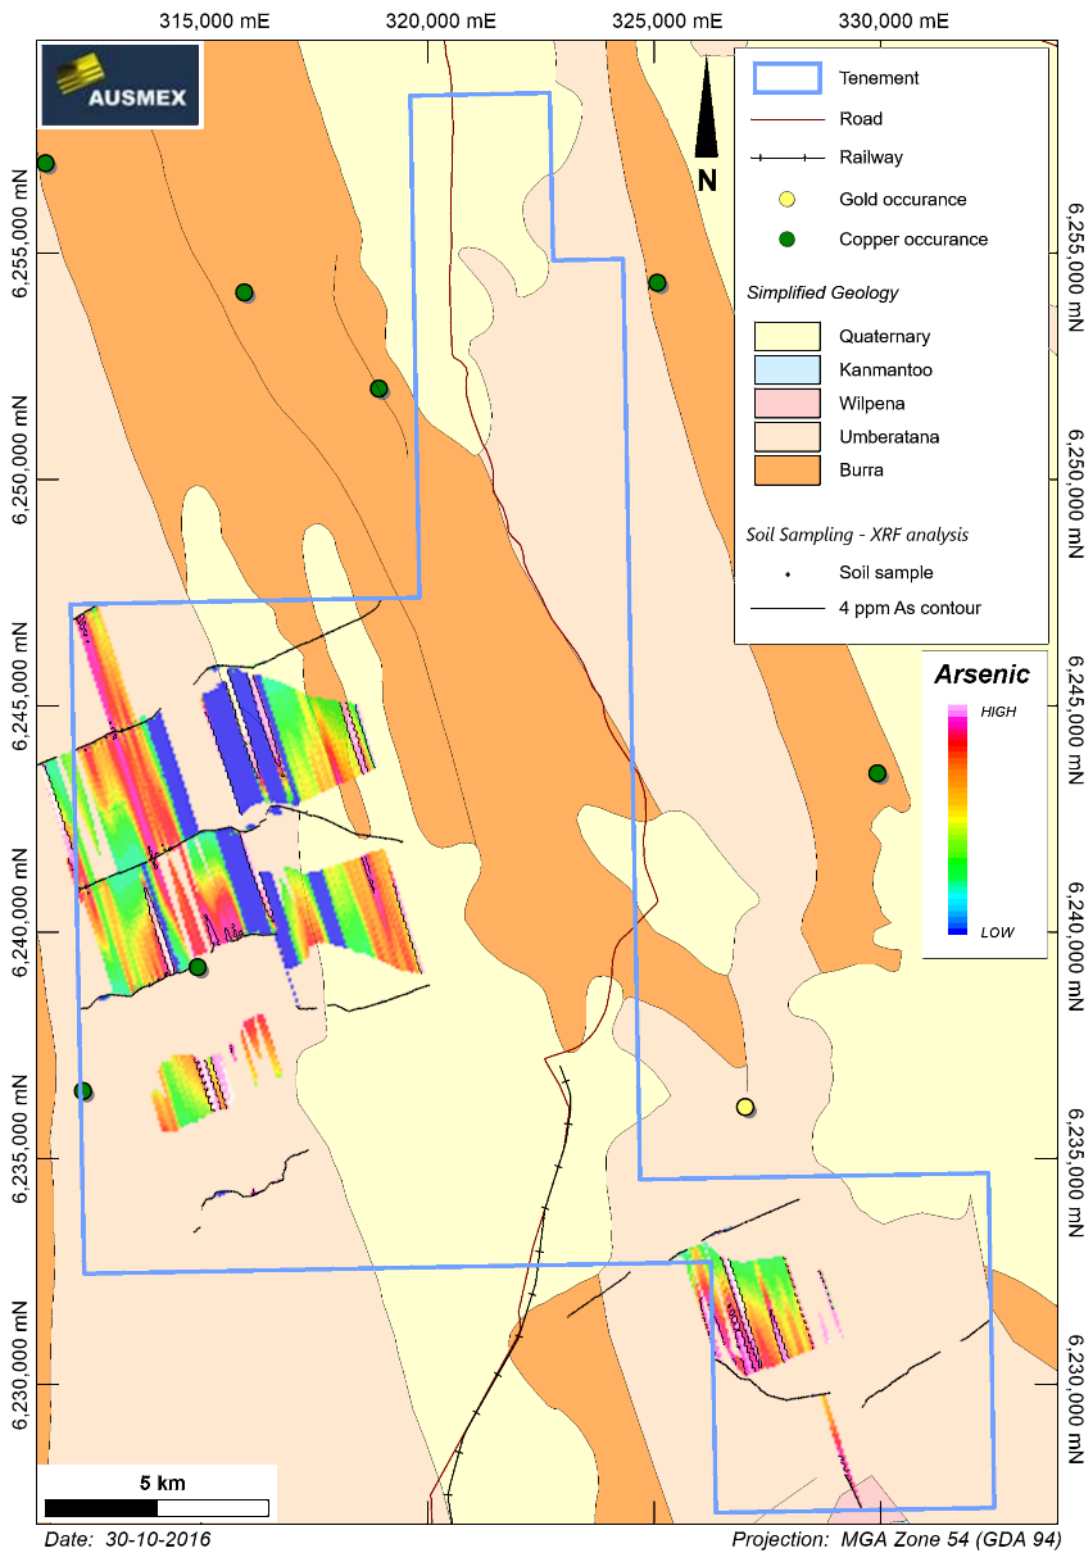 315,000 mE 320,000 mE 325,000 mE 330,000 mE
AUSMEX
N
Tenement
Road
Railway
Gold occurance
Copper occurance
Simplified Geology
Quaternary
Kanmantoo
Wilpena
Umberatana
Burra
Soil Sampling - XRF analysis
Soil sample
4 ppm As contour
Arsenic
HIGH
LOW
6,255,000 mN
6,250,000 mN
6,245,000 mN
6,240,000 mN
6,235,000 mN
6,230,000 mN
6,255,000 mN
6,250,000 mN
6,245,000 mN
6,240,000 mN
6,235,000 mN
6,230,000 mN
5 km
Date: 30-10-2016
Projection: MGA Zone 54 (GDA 94)